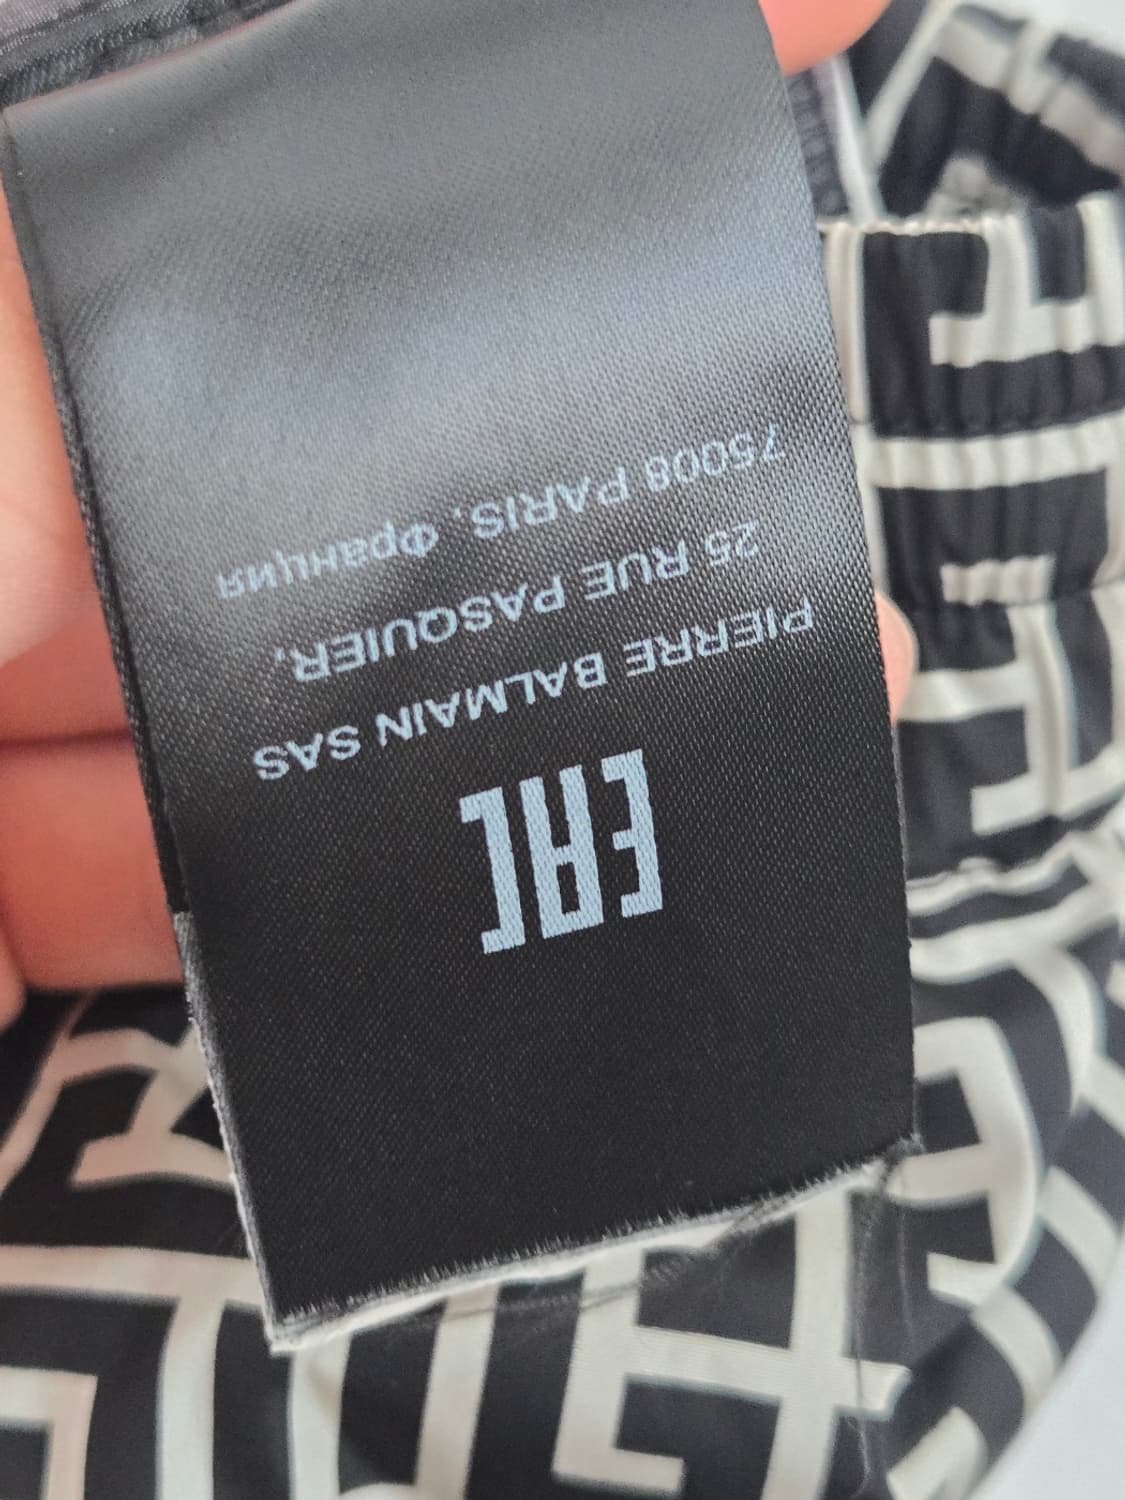 EAC
PIERRE BALMAIN SAS
25 RUE PASQUIER,
75008 PARIS, Франция